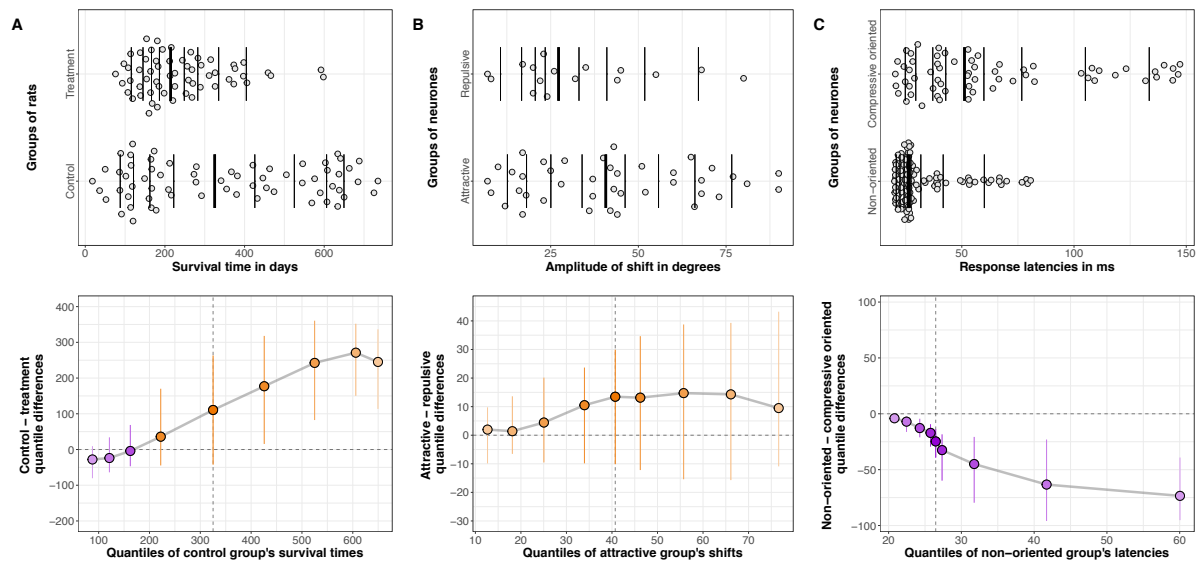 A
Groups of rats
Treatment
Control
0
200
400
600
Survival time in days
B
Groups of neurones
Repulsive
Attractive
25
50
75
Amplitude of shift in degrees
C
Groups of neurones
Compressive oriented
Non−oriented
50
100
150
Response latencies in ms
Control − treatment
quantile differences
400
300
200
100
0
−100
−200
100
200
300
400
500
600
Quantiles of control group's survival times
Attractive − repulsive
quantile differences
40
30
20
10
0
−10
−20
−30
10
20
30
40
50
60
70
Quantiles of attractive group's shifts
Non−oriented − compressive oriented
quantile differences
100
50
0
−50
−100
20
30
40
50
60
Quantiles of non−oriented group's latencies